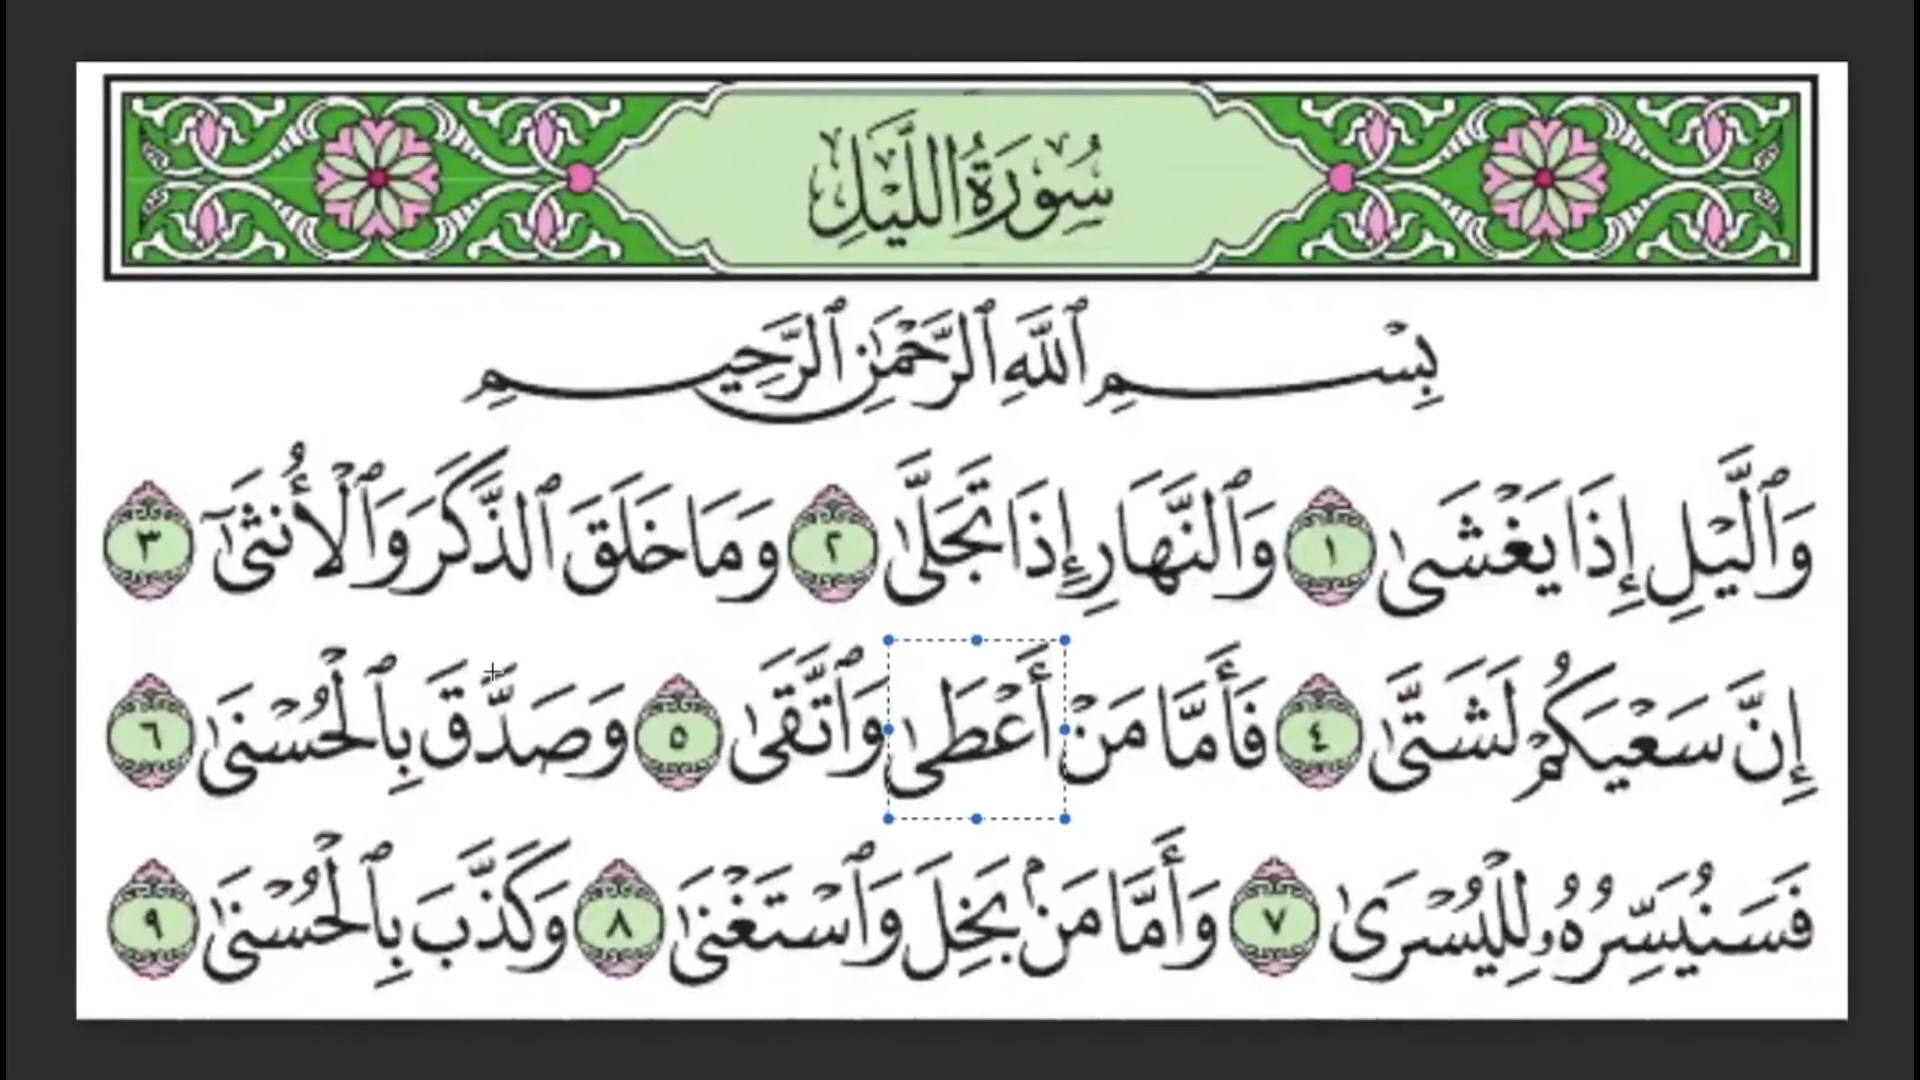 سُورَةُ اللَّيْلِ
بِسْمِ ٱللَّهِ ٱلرَّحْمَٰنِ ٱلرَّحِيمِ
وَٱلَّيْلِ إِذَا يَغْشَىٰ ١ وَٱلنَّهَارِ إِذَا تَجَلَّىٰ ٢ وَمَا خَلَقَ ٱلذَّكَرَ وَٱلْأُنثَىٰٓ ٣
إِنَّ سَعْيَكُمْ لَشَتَّىٰ ٤ فَأَمَّا مَنْ أَعْطَىٰ وَٱتَّقَىٰ ٥ وَصَدَّقَ بِٱلْحُسْنَىٰ ٦
فَسَنُيَسِّرُهُۥ لِلْيُسْرَىٰ ٧ وَأَمَّا مَنۢ بَخِلَ وَٱسْتَغْنَىٰ ٨ وَكَذَّبَ بِٱلْحُسْنَىٰ ٩